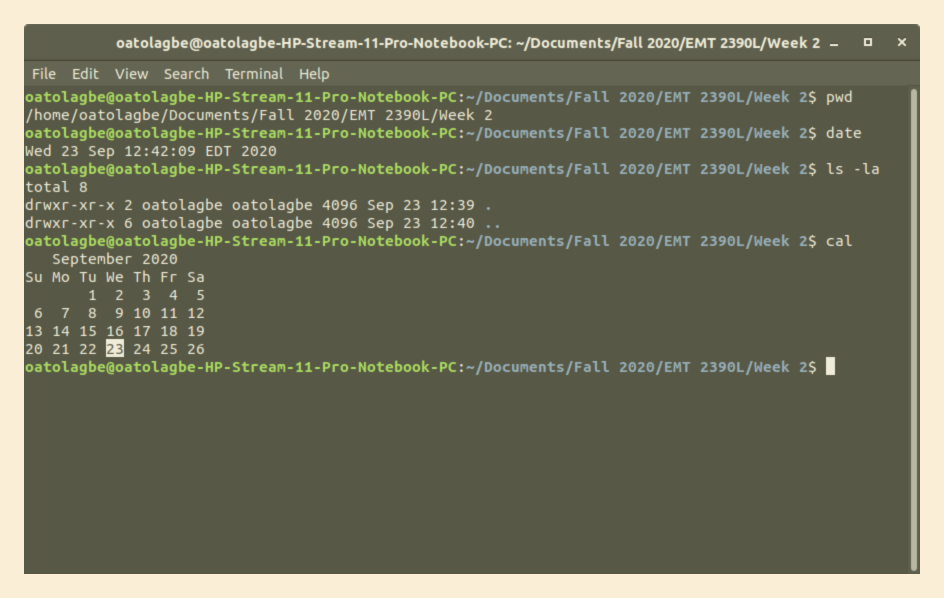 oatolagbe@oatolagbe-HP-Stream-11-Pro-Notebook-PC: ~/Documents/Fall 2020/EMT 2390L/Week 2
File Edit View Search Terminal Help
oatolagbe@oatolagbe-HP-Stream-11-Pro-Notebook-PC:~/Documents/Fall 2020/EMT 2390L/Week 2$ pwd
/home/oatolagbe/Documents/Fall 2020/EMT 2390L/Week 2
oatolagbe@oatolagbe-HP-Stream-11-Pro-Notebook-PC:~/Documents/Fall 2020/EMT 2390L/Week 2$ date
Wed 23 Sep 12:42:09 EDT 2020
oatolagbe@oatolagbe-HP-Stream-11-Pro-Notebook-PC:~/Documents/Fall 2020/EMT 2390L/Week 2$ ls -la
total 8
drwxr-xr-x 2 oatolagbe oatolagbe 4096 Sep 23 12:39 .
drwxr-xr-x 6 oatolagbe oatolagbe 4096 Sep 23 12:40 ..
oatolagbe@oatolagbe-HP-Stream-11-Pro-Notebook-PC:~/Documents/Fall 2020/EMT 2390L/Week 2$ cal
   September 2020
Su Mo Tu We Th Fr Sa
       1  2  3  4  5
 6  7  8  9 10 11 12
13 14 15 16 17 18 19
20 21 22 23 24 25 26
oatolagbe@oatolagbe-HP-Stream-11-Pro-Notebook-PC:~/Documents/Fall 2020/EMT 2390L/Week 2$